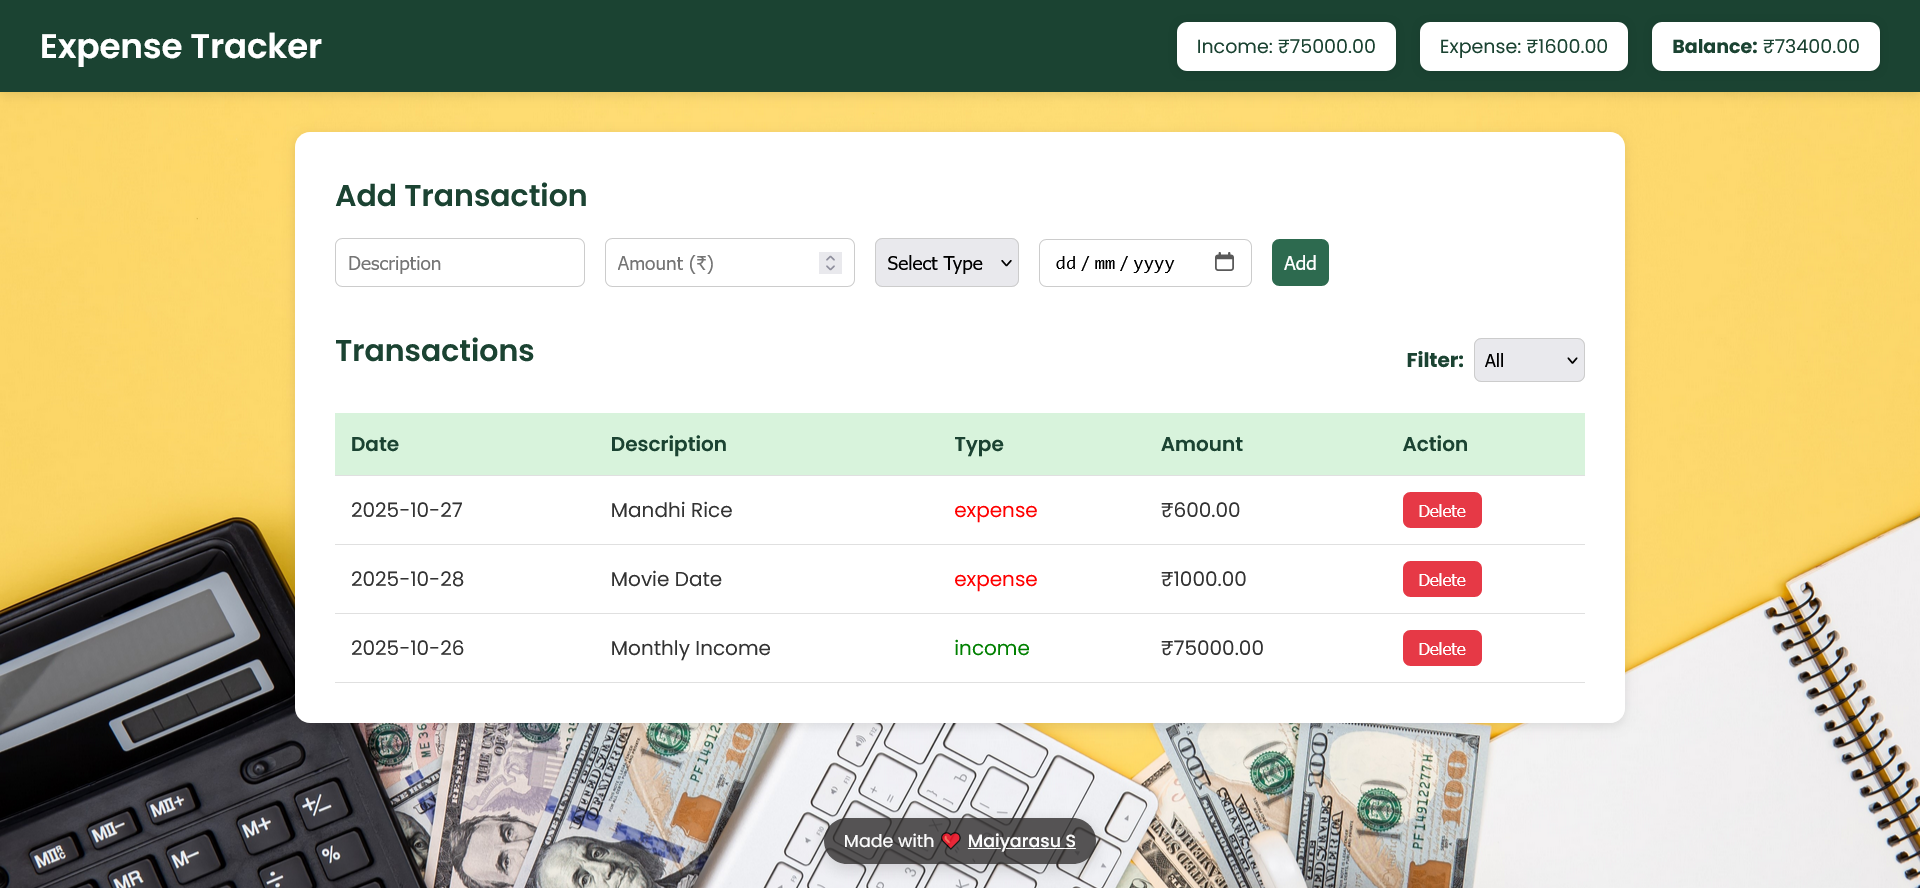 Expense Tracker
Income: ₹75000.00
Expense: ₹1600.00
Balance: ₹73400.00
Add Transaction
Description
Amount (₹)
Select Type
dd / mm / yyyy
Add
Transactions
Filter: All
Date Description Type Amount Action
2025-10-27 Mandhi Rice expense ₹600.00 Delete
2025-10-28 Movie Date expense ₹1000.00 Delete
2025-10-26 Monthly Income income ₹75000.00 Delete
Made with ❤️ Maiyarasu S
MII+
MII−
M+
+/−
M−
%
MR
÷
100
100
PF14912277H